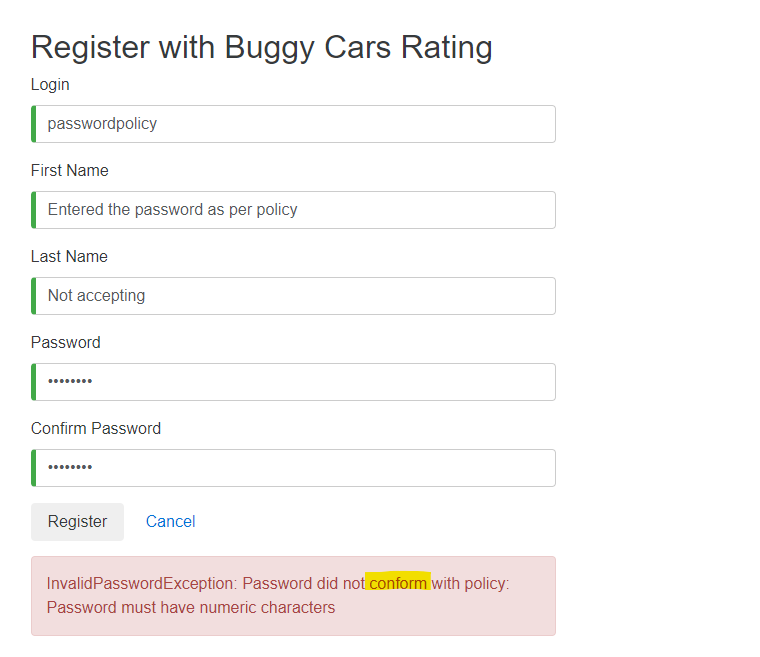 Register with Buggy Cars Rating
Login
passwordpolicy
First Name
Entered the password as per policy
Last Name
Not accepting
Password
••••••••
Confirm Password
••••••••
Register Cancel
InvalidPasswordException: Password did not conform with policy:
Password must have numeric characters